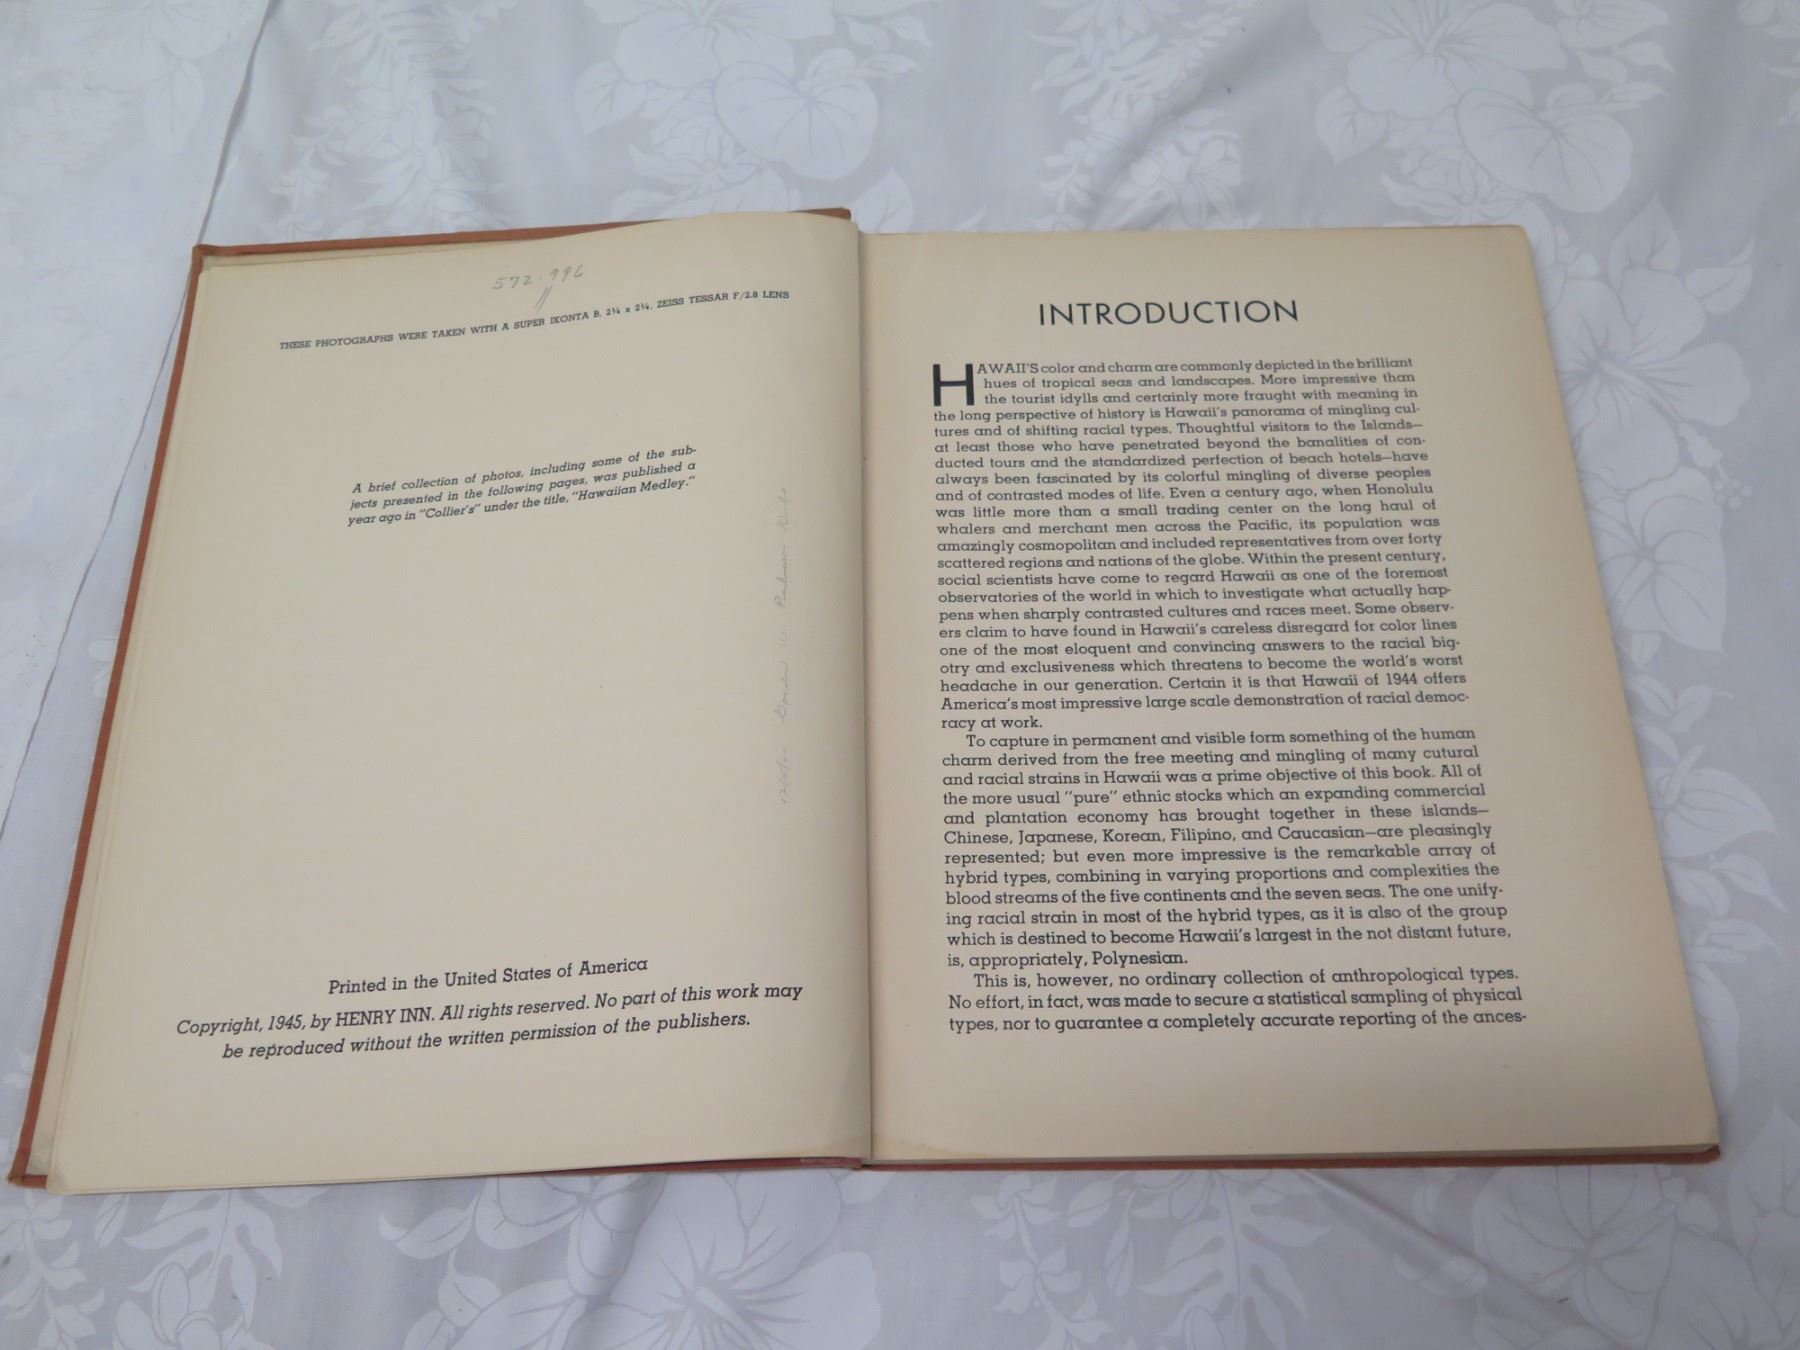 572.996
THESE PHOTOGRAPHS WERE TAKEN WITH A SUPER IKONTA B, 2¼ x 2¼, ZEISS TESSAR F/2.8 LENS
A brief collection of photos, including some of the sub-
jects presented in the following pages, was published a
year ago in "Collier's" under the title, "Hawaiian Medley."
Printed in the United States of America
Copyright, 1945, by HENRY INN. All rights reserved. No part of this work may
be reproduced without the written permission of the publishers.
INTRODUCTION
HAWAII'S color and charm are commonly depicted in the brilliant
hues of tropical seas and landscapes. More impressive than
the tourist idylls and certainly more fraught with meaning in
the long perspective of history is Hawaii's panorama of mingling cul-
tures and of shifting racial types. Thoughtful visitors to the Islands—
at least those who have penetrated beyond the banalities of con-
ducted tours and the standardized perfection of beach hotels—have
always been fascinated by its colorful mingling of diverse peoples
and of contrasted modes of life. Even a century ago, when Honolulu
was little more than a small trading center on the long haul of
whalers and merchant men across the Pacific, its population was
amazingly cosmopolitan and included representatives from over forty
scattered regions and nations of the globe. Within the present century,
social scientists have come to regard Hawaii as one of the foremost
observatories of the world in which to investigate what actually hap-
pens when sharply contrasted cultures and races meet. Some observ-
ers claim to have found in Hawaii's careless disregard for color lines
one of the most eloquent and convincing answers to the racial big-
otry and exclusiveness which threatens to become the world's worst
headache in our generation. Certain it is that Hawaii of 1944 offers
America's most impressive large scale demonstration of racial democ-
racy at work.
To capture in permanent and visible form something of the human
charm derived from the free meeting and mingling of many cutural
and racial strains in Hawaii was a prime objective of this book. All of
the more usual "pure" ethnic stocks which an expanding commercial
and plantation economy has brought together in these islands—
Chinese, Japanese, Korean, Filipino, and Caucasian—are pleasingly
represented; but even more impressive is the remarkable array of
hybrid types, combining in varying proportions and complexities the
blood streams of the five continents and the seven seas. The one unify-
ing racial strain in most of the hybrid types, as it is also of the group
which is destined to become Hawaii's largest in the not distant future,
is, appropriately, Polynesian.
This is, however, no ordinary collection of anthropological types.
No effort, in fact, was made to secure a statistical sampling of physical
types, nor to guarantee a completely accurate reporting of the ances-